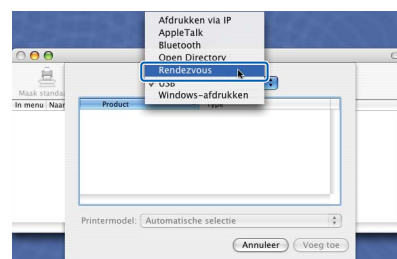 Afdrukken via IP
AppleTalk
Bluetooth
Open Directory
Rendezvous
USB
Windows-afdrukken
Maak standa
In menu Naar
Product Type
Printermodel: Automatische selectie
Annuleer Voeg toe